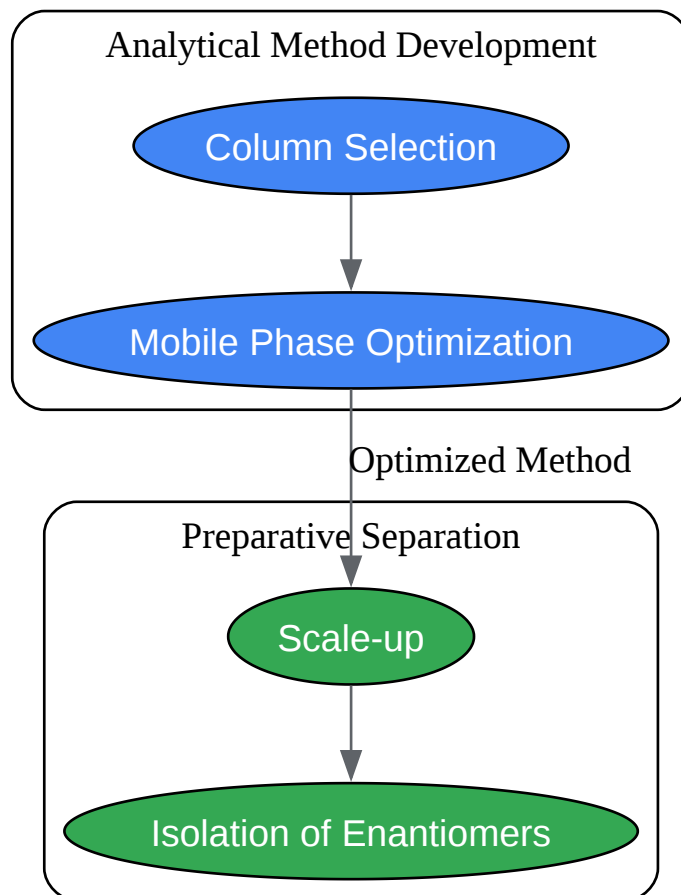 Analytical Method Development
Column Selection
Mobile Phase Optimization
Optimized Method
Preparative Separation
Scale-up
Isolation of Enantiomers